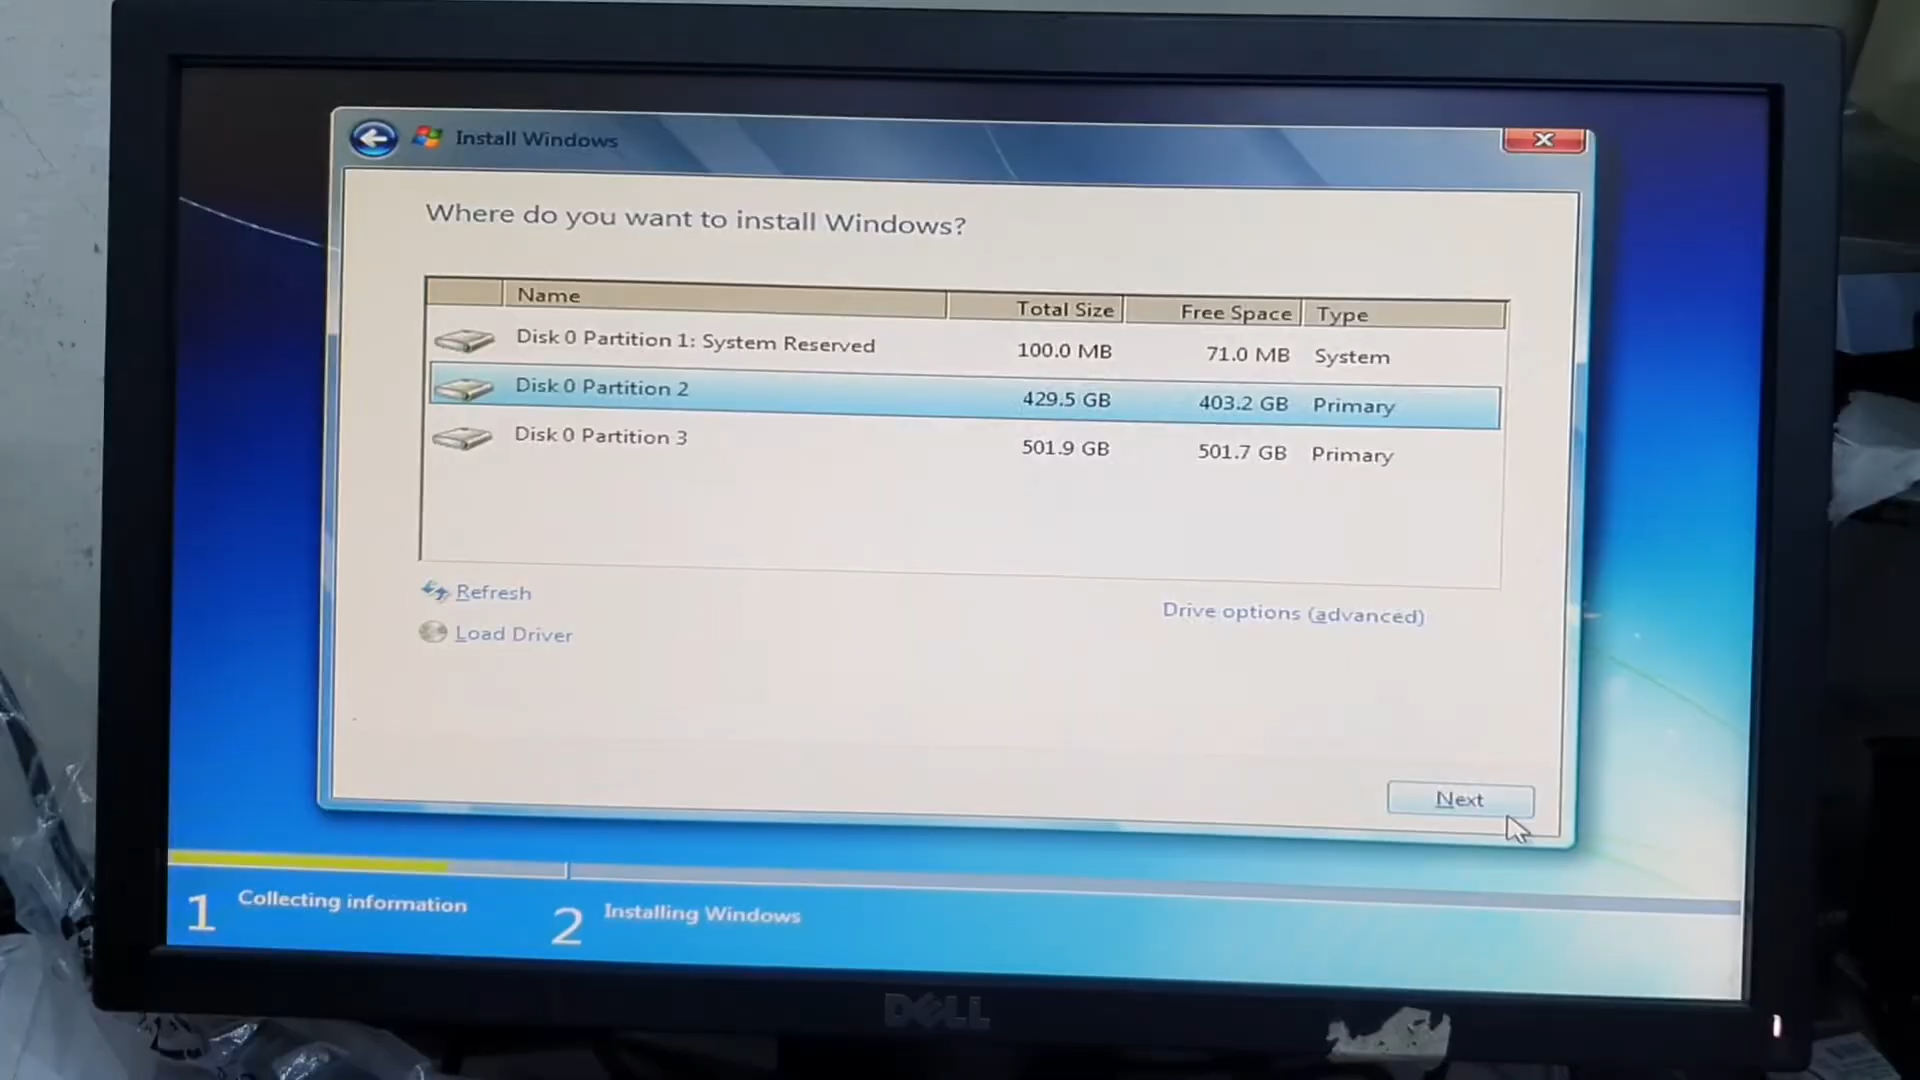 Install Windows
Where do you want to install Windows?
Name Total Size Free Space Type
Disk 0 Partition 1: System Reserved 100.0 MB 71.0 MB System
Disk 0 Partition 2 429.5 GB 403.2 GB Primary
Disk 0 Partition 3 501.9 GB 501.7 GB Primary
Refresh
Drive options (advanced)
Load Driver
Next
1 Collecting information
2 Installing Windows
DELL